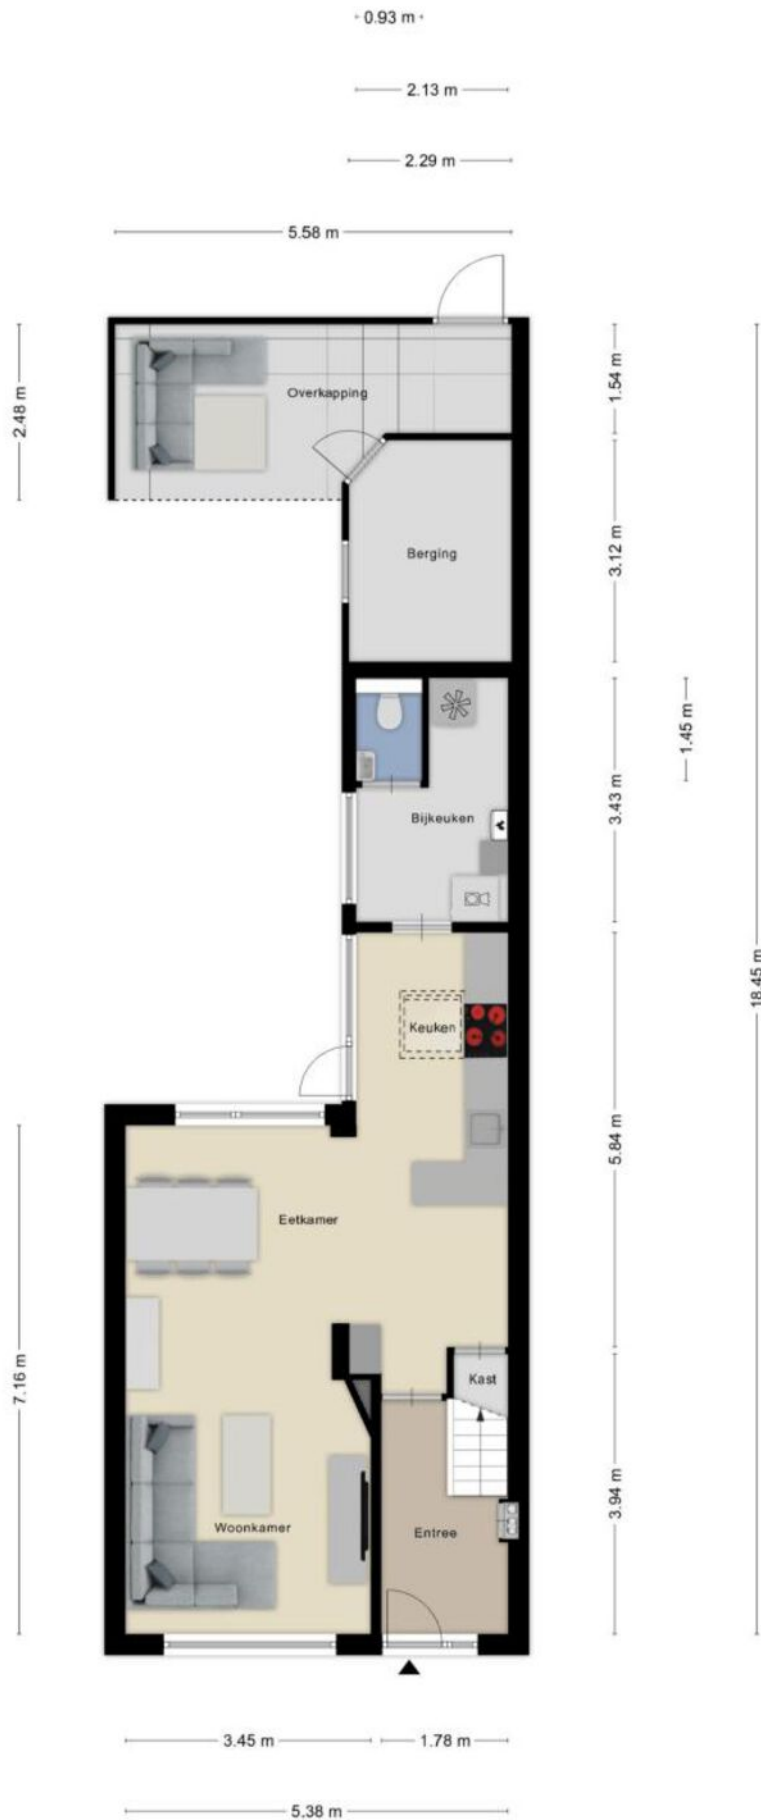 0.93 m
2.13 m
2.29 m
5.58 m
2.48 m
1.54 m
Overkapping
Berging
3.12 m
1.45 m
3.43 m
Bijkeuken
18.45 m
Keuken
5.84 m
Eetkamer
7.16 m
Kast
3.94 m
Woonkamer
Entree
3.45 m
1.78 m
5.38 m